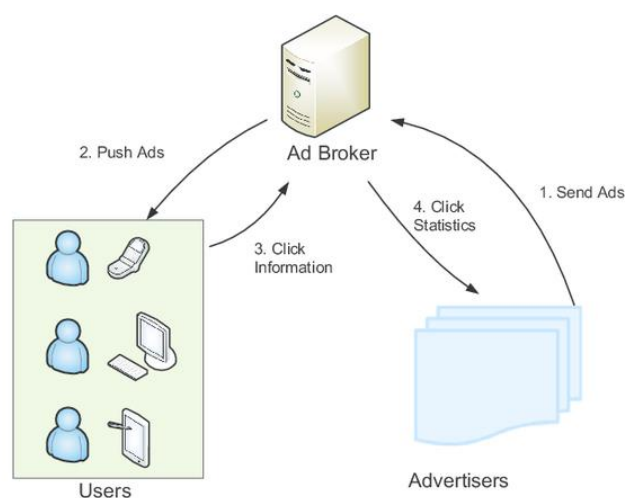 Ad Broker
2. Push Ads
1. Send Ads
4. Click
Statistics
3. Click
Information
Users
Advertisers